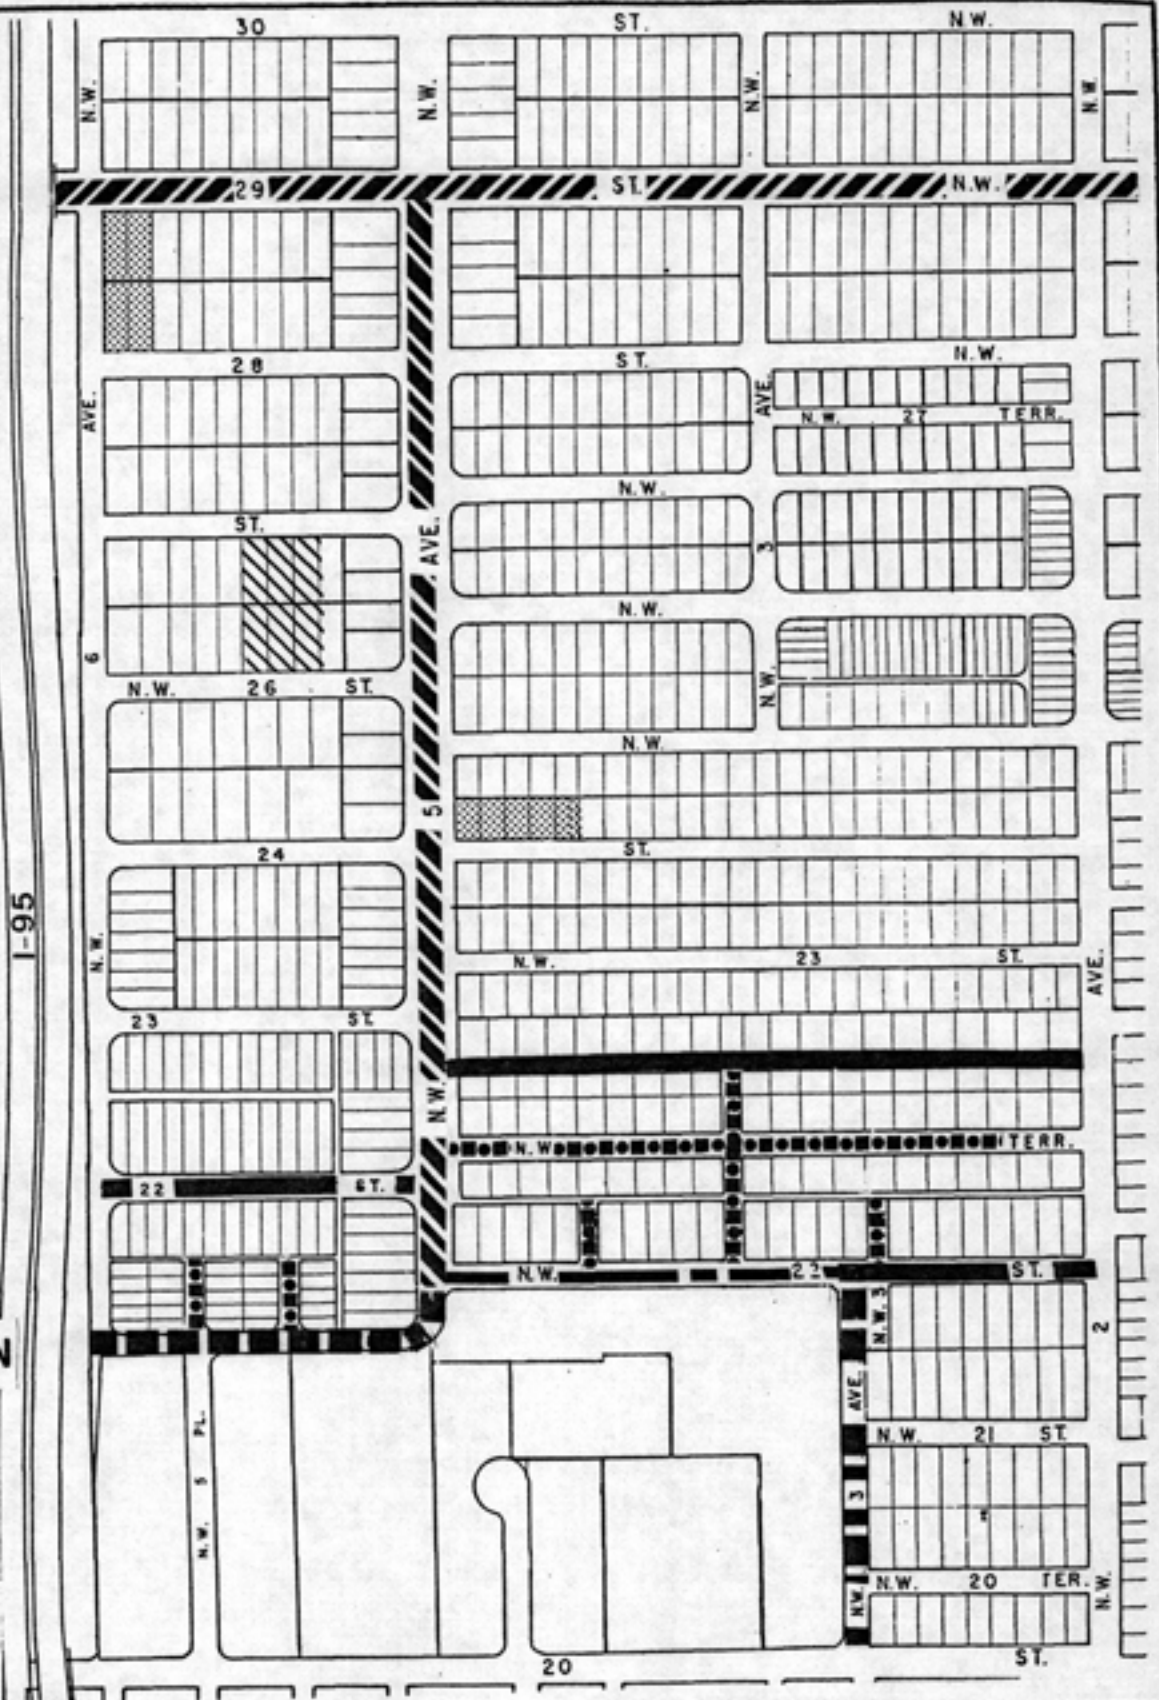 30 ST. N.W.
N.W. N.W. N.W. N.W.
29 ST. N.W.
28 ST. N.W.
AVE. AVE.
N.W. 27 TERR.
N.W.
ST.
AVE.
3
N.W.
6
N.W. 26 ST.
N.W.
N.W.
5
ST.
24
I-95
N.W.
N.W. 23 ST.
AVE.
23 ST.
N.W.
N.W. TERR.
22 ST.
N.W. 22 ST.
N.W. 3
2
AVE.
N.W. 5 PL.
N.W. 21 ST.
3
N.W.
N.W. 20 TER.
N.W.
20 ST.